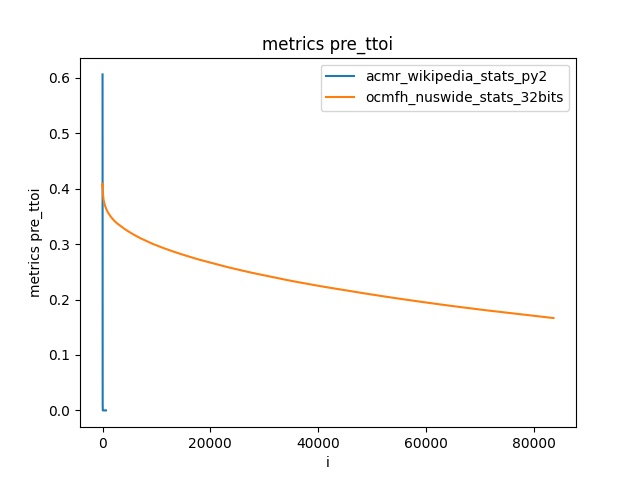 metrics pre_ttoi
acmr_wikipedia_stats_py2
ocmfh_nuswide_stats_32bits
metrics pre_ttoi
0.6
0.5
0.4
0.3
0.2
0.1
0.0
0 20000 40000 60000 80000
i